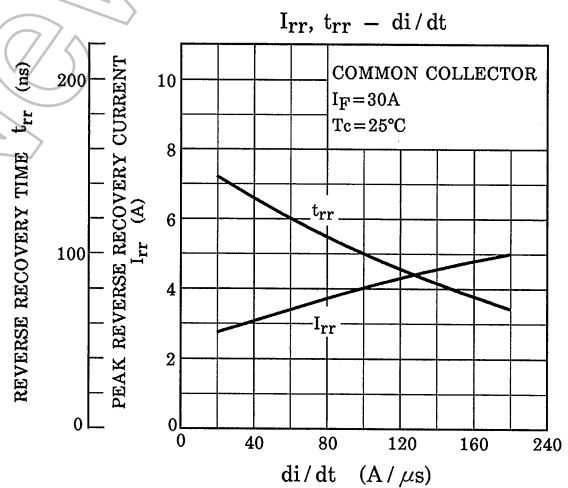 Irr, trr – di / dt
COMMON COLLECTOR
IF=30A
Tc=25°C
REVERSE RECOVERY TIME trr (ns)
200
100
0
PEAK REVERSE RECOVERY CURRENT
Irr (A)
10
8
6
4
2
0
trr
Irr
0 40 80 120 160 240
di / dt (A / μs)